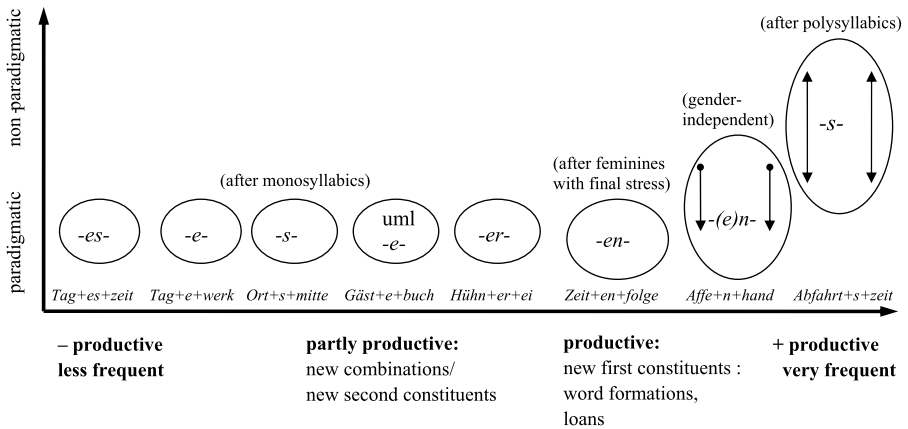 non-paradigmatic
paradigmatic
(after polysyllabics)
(gender-
independent)
(after feminines
with final stress)
(after monosyllabics)
-es-
-e-
-s-
uml
-e-
-er-
-en-
-(e)n-
-s-
Tag+es+zeit
Tag+e+werk
Ort+s+mitte
Gäst+e+buch
Hühn+er+ei
Zeit+en+folge
Affe+n+hand
Abfahrt+s+zeit
– productive
less frequent
partly productive:
new combinations/
new second constituents
productive:
new first constituents :
word formations,
loans
+ productive
very frequent